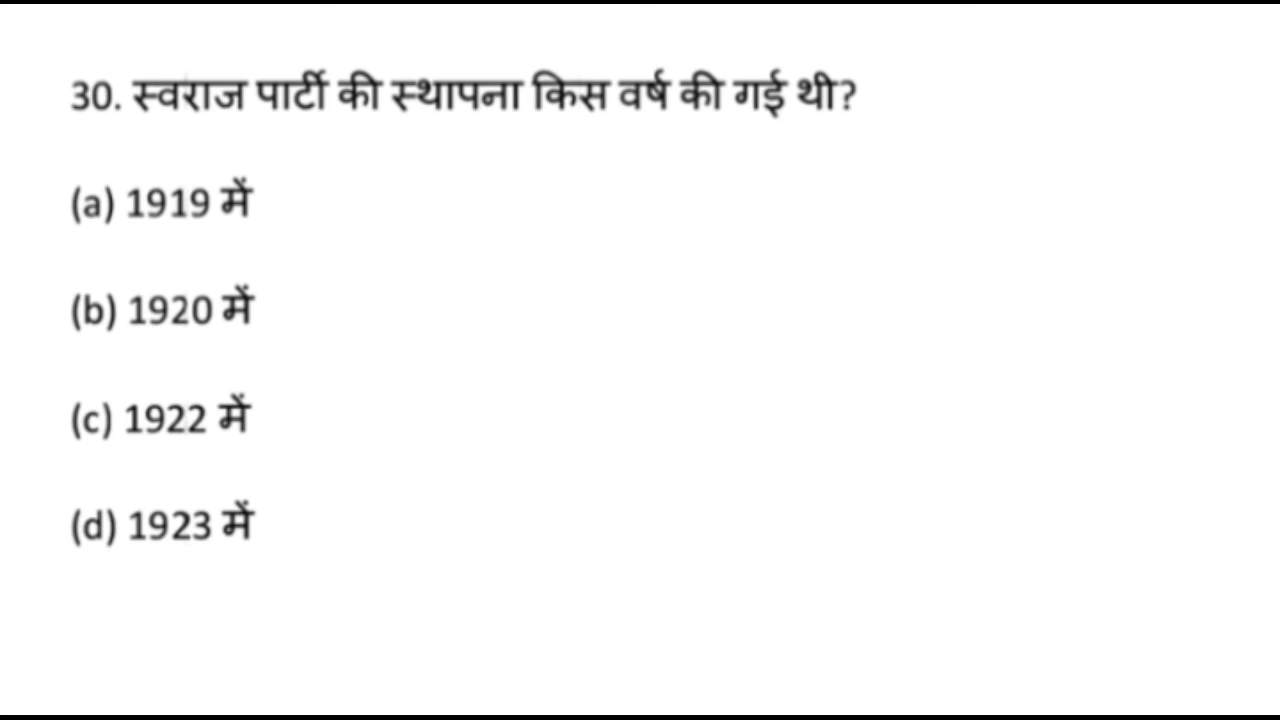 30. स्वराज पार्टी की स्थापना किस वर्ष की गई थी?
(a) 1919 में
(b) 1920 में
(c) 1922 में
(d) 1923 में